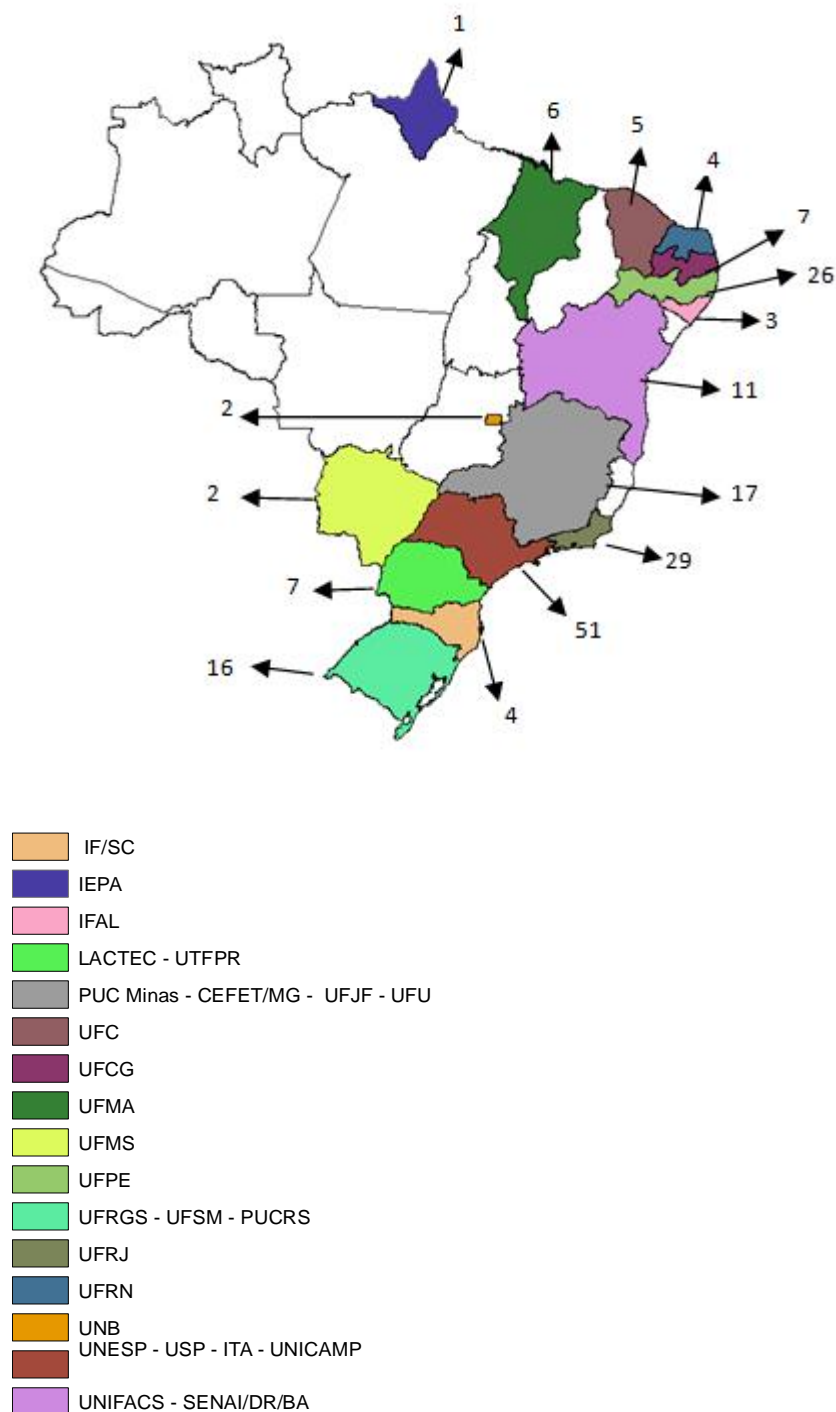 1
6
5
4
7
26
3
11
2
17
2
29
7
51
16
4
IF/SC
IEPA
IFAL
LACTEC - UTFPR
PUC Minas - CEFET/MG - UFJF - UFU
UFC
UFCG
UFMA
UFMS
UFPE
UFRGS - UFSM - PUCRS
UFRJ
UFRN
UNB
UNESP - USP - ITA - UNICAMP
UNIFACS - SENAI/DR/BA